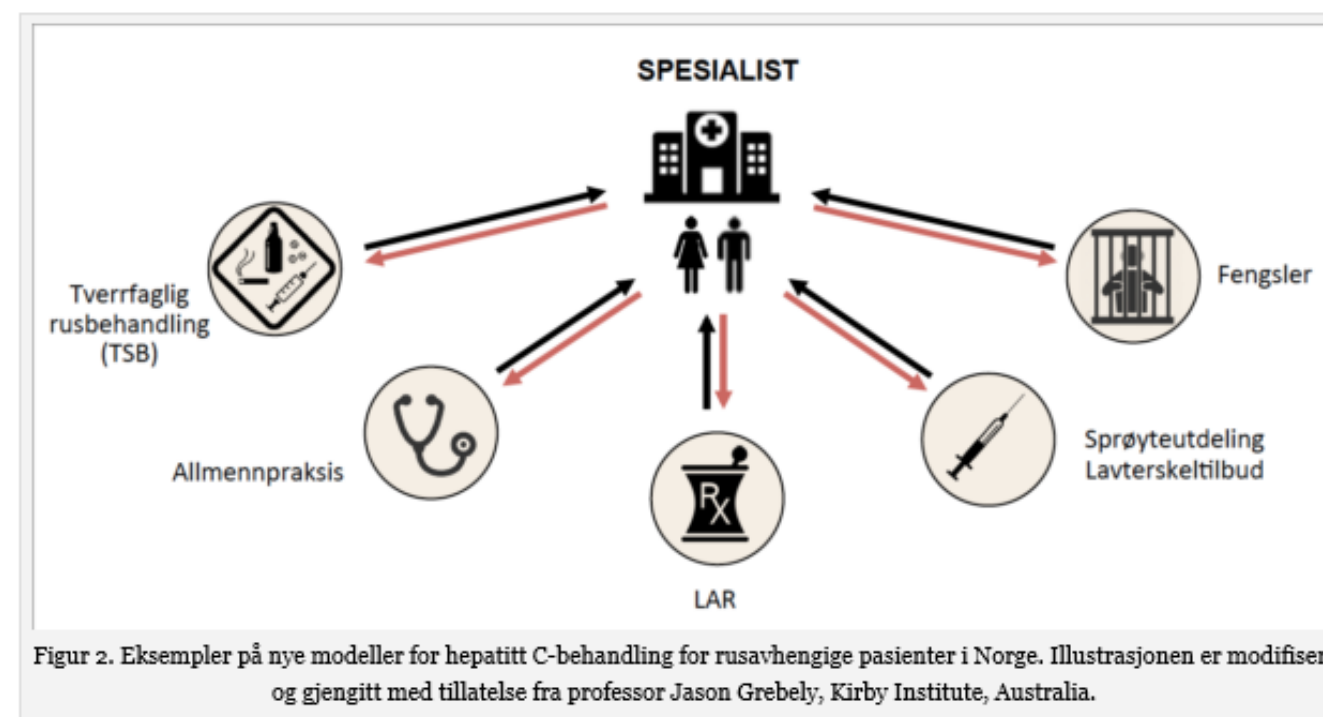 SPESIALIST
Tverrfaglig
rusbehandling
(TSB)
Fengsler
Allmennpraksis
Sprøyteutdeling
Lavterskeltilbud
RX
LAR
Figur 2. Eksempler på nye modeller for hepatitt C-behandling for rusavhengige pasienter i Norge. Illustrasjonen er modifiser
og gjengitt med tillatelse fra professor Jason Grebely, Kirby Institute, Australia.